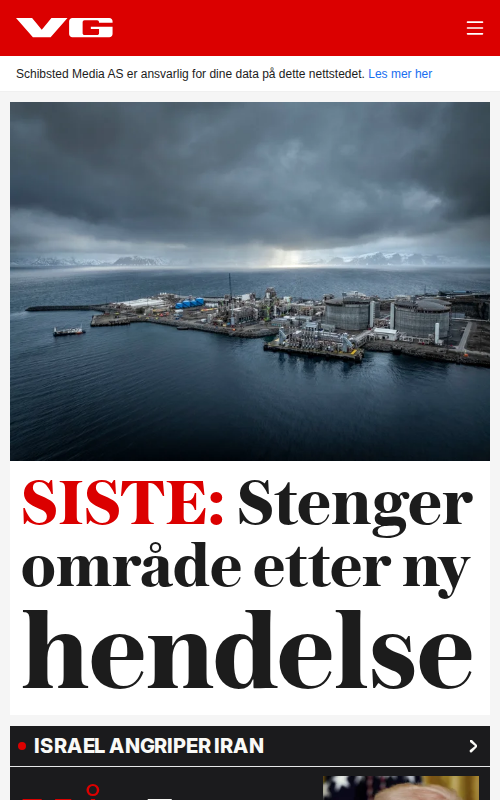 VG
Schibsted Media AS er ansvarlig for dine data på dette nettstedet. Les mer her
SISTE: Stenger
område etter ny
hendelse
ISRAEL ANGRIPER IRAN